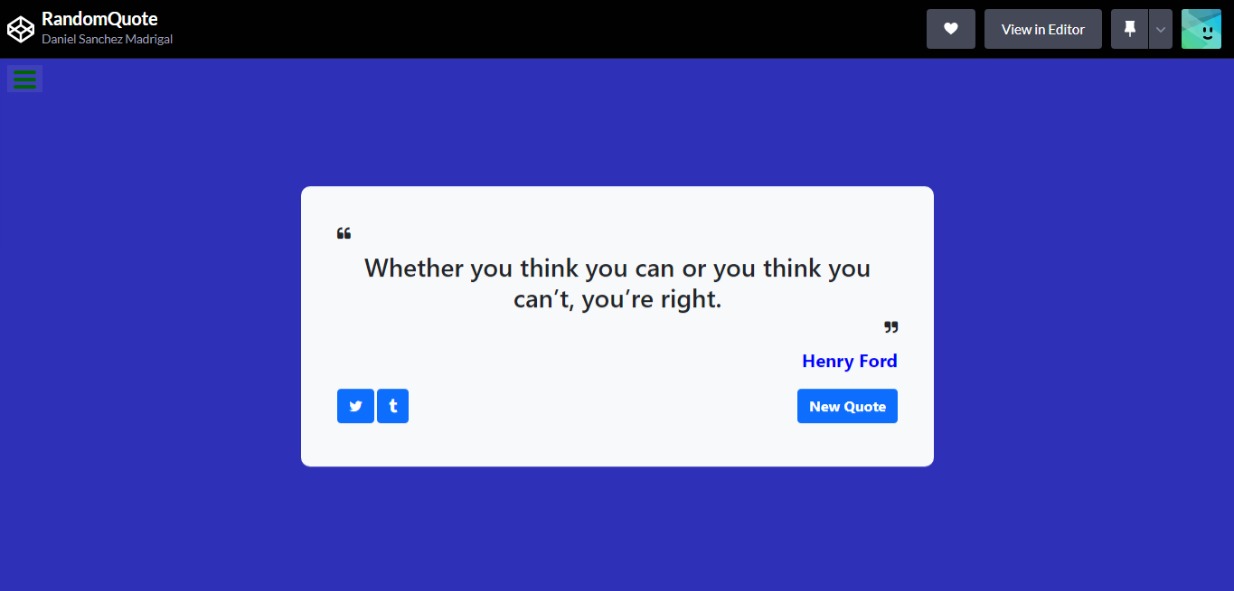 RandomQuote
Daniel Sanchez Madrigal
View in Editor
“
Whether you think you can or you think you
can’t, you’re right.
”
Henry Ford
New Quote